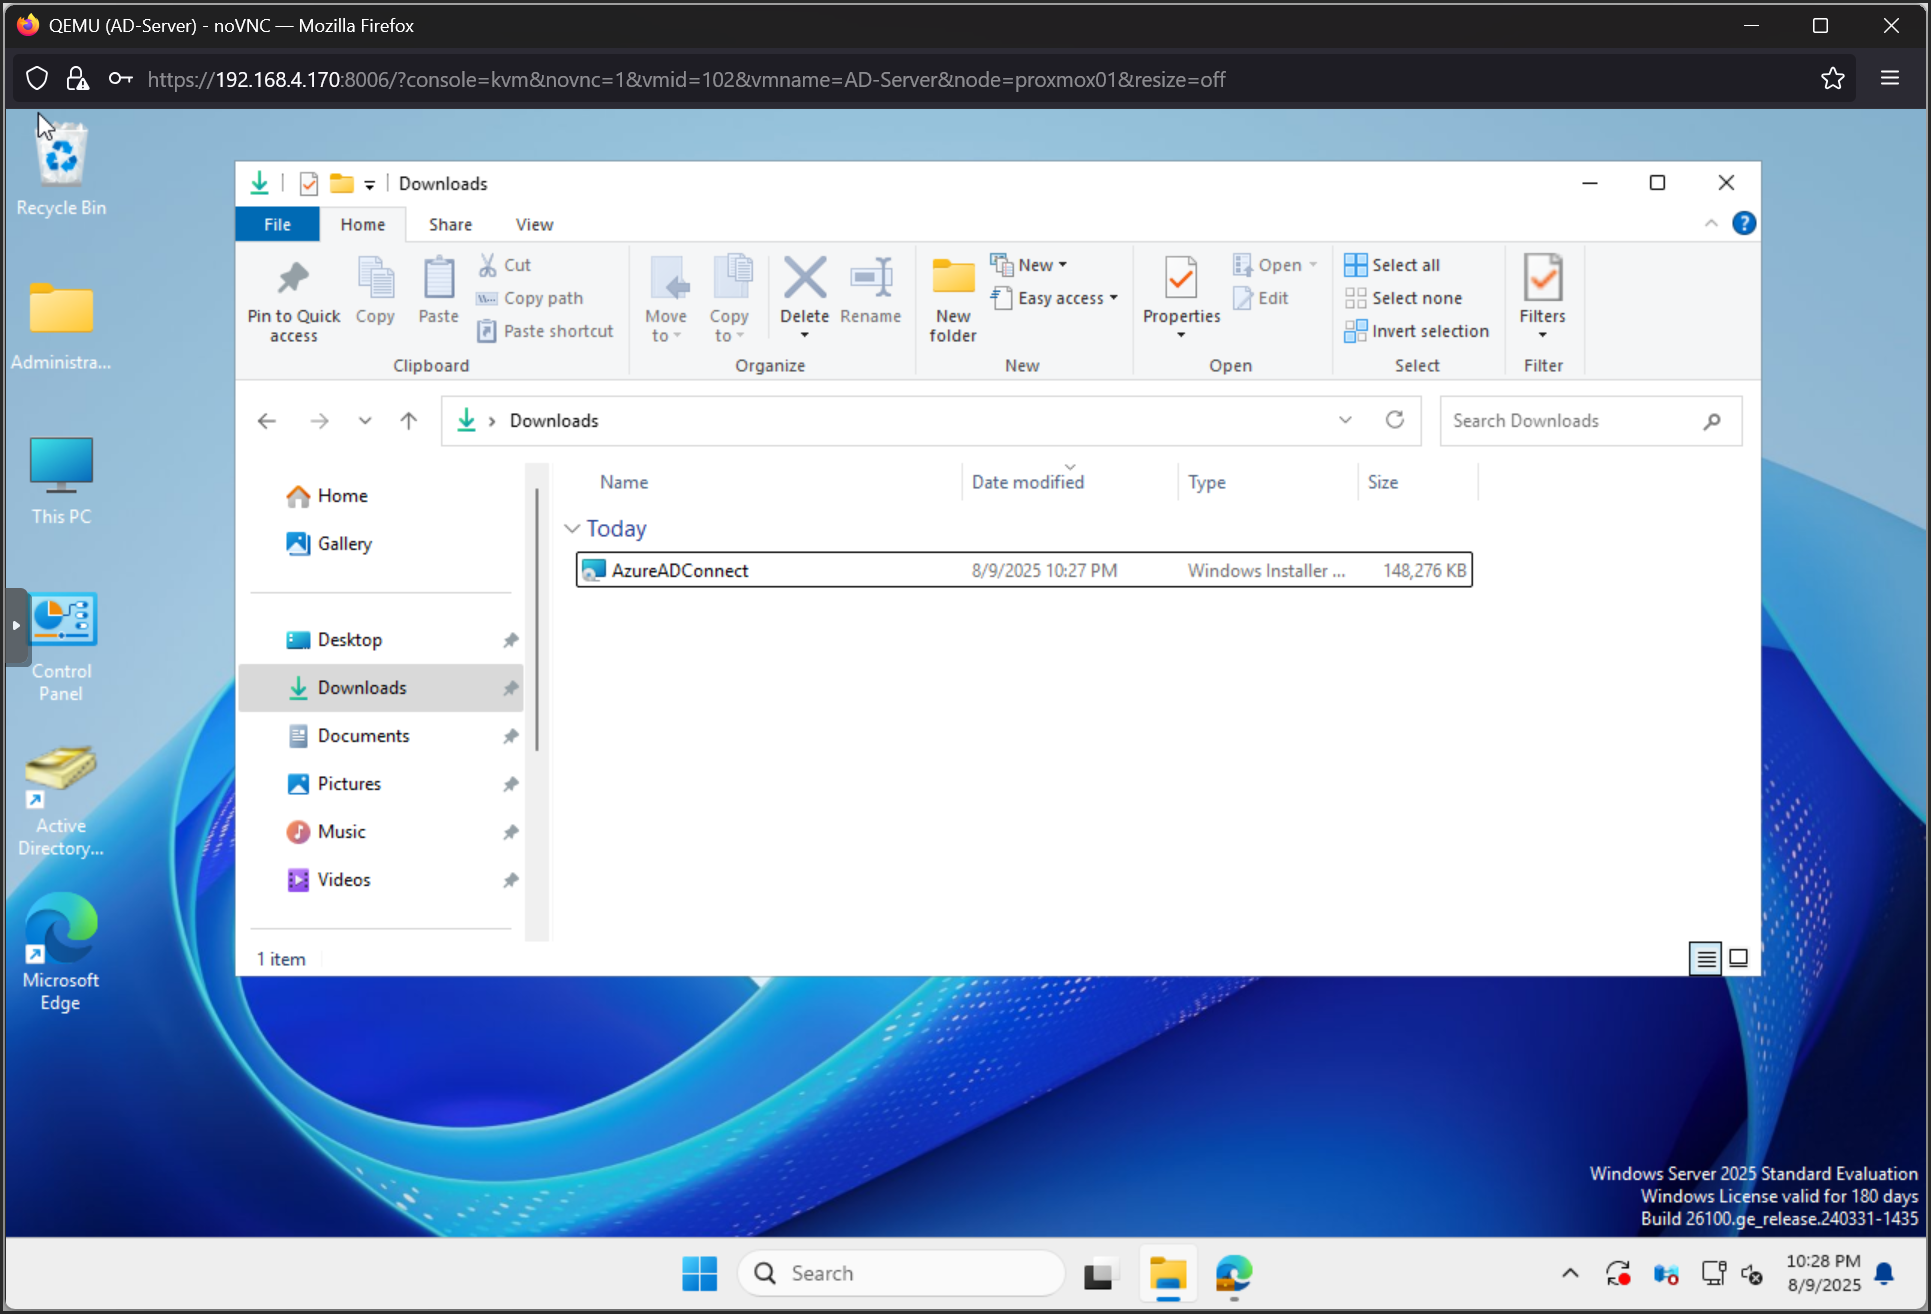 QEMU (AD-Server) - noVNC — Mozilla Firefox
https://192.168.4.170:8006/?console=kvm&novnc=1&vmid=102&vmname=AD-Server&node=proxmox01&resize=off
Recycle Bin
Administra...
This PC
Control
Panel
Active
Directory...
Microsoft
Edge
Downloads
File
Home
Share
View
?
Pin to Quick
access
Copy
Paste
Cut
Copy path
Paste shortcut
Clipboard
Move
to
Copy
to
Delete
Rename
Organize
New
folder
New
Easy access
New
Properties
Open
Edit
Open
Select all
Select none
Invert selection
Select
Filters
Filter
Downloads
Search Downloads
Home
Gallery
Desktop
Downloads
Documents
Pictures
Music
Videos
Name
Date modified
Type
Size
Today
AzureADConnect
8/9/2025 10:27 PM
Windows Installer ...
148,276 KB
1 item
Windows Server 2025 Standard Evaluation
Windows License valid for 180 days
Build 26100.ge_release.240331-1435
Search
10:28 PM
8/9/2025